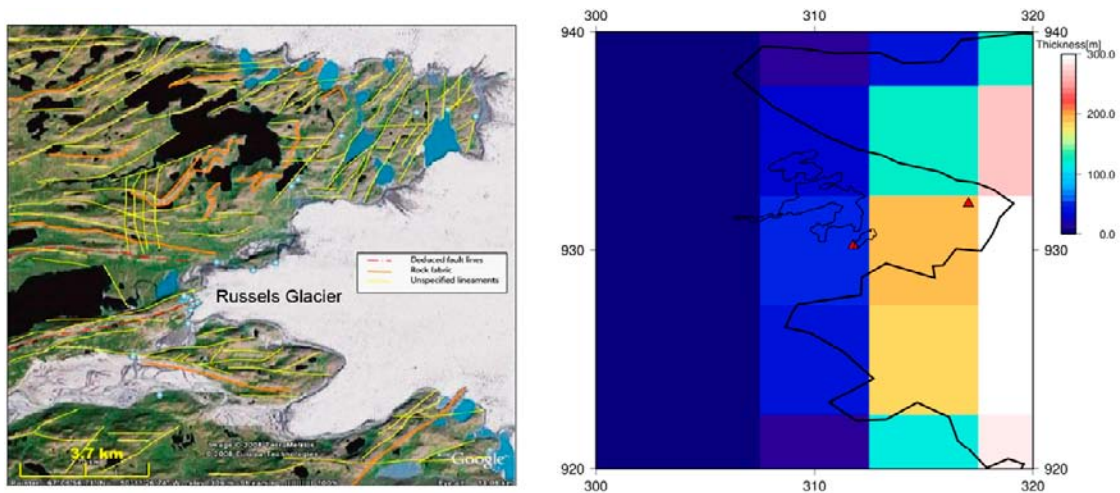 Deduced fault lines
Rock fabric
Unspecified lineaments
Russels Glacier
3.7 km
Google
300
310
320
940
940
Thickness[m]
300.0
200.0
100.0
0.0
930
930
920
920
300
310
320